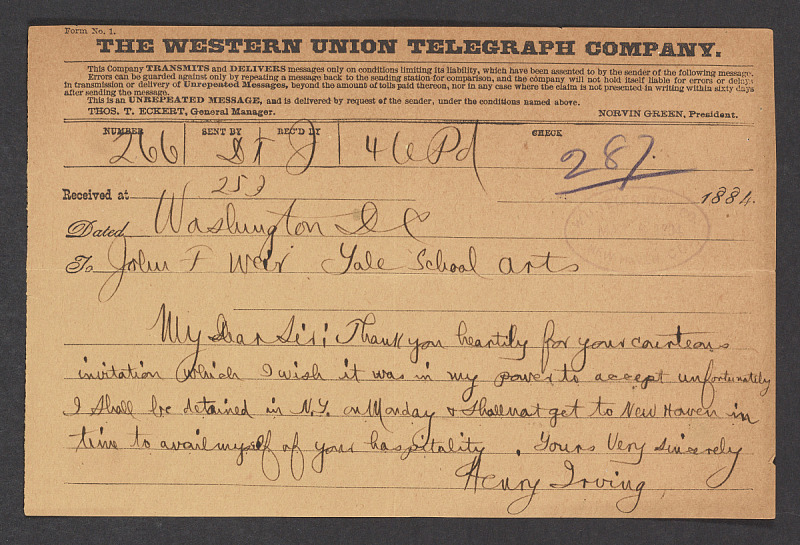 Form No. 1.
THE WESTERN UNION TELEGRAPH COMPANY.
This Company TRANSMITS and DELIVERS messages only on conditions limiting its liability, which have been assented to by the sender of the following message.
Errors can be guarded against only by repeating a message back to the sending station for comparison, and the company will not hold itself liable for errors or delays
in transmission or delivery of Unrepeated Messages, beyond the amount of tolls paid thereon, nor in any case where the claim is not presented in writing within sixty days
after sending the message.
This is an UNREPEATED MESSAGE, and is delivered by request of the sender, under the conditions named above.
THOS. T. ECKERT, General Manager. NORVIN GREEN, President.
NUMBER SENT BY REC'D BY CHECK
266 Dt J 46 Pd 287.
253
Received at 1884.
Dated Washington D C
To John F Weir Yale School Arts
My Dear Sir; Thank you heartily for your courteous
invitation which I wish it was in my power to accept unfortunately
I shall be detained in N.Y. on Monday & shall not get to New Haven in
time to avail myself of your hospitality. Yours Very Sincerely
Henry Irving